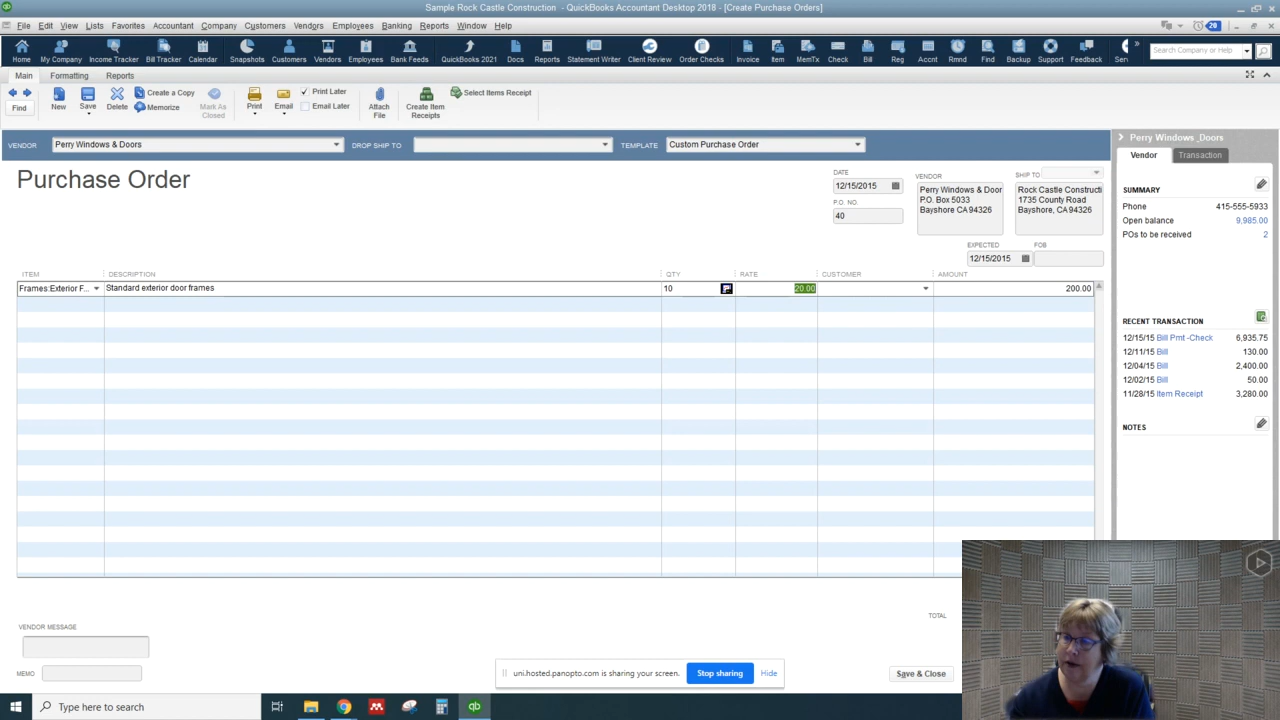 Sample Rock Castle Construction - QuickBooks Accountant Desktop 2018 - [Create Purchase Orders]
File Edit View Lists Favorites Accountant Company Customers Vendors Employees Banking Reports Window Help
20
Home My Company Income Tracker Bill Tracker Calendar Snapshots Customers Vendors Employees Bank Feeds QuickBooks 2021 Docs Reports Statement Writer Client Review Order Checks Invoice Item MemTx Check Bill Reg Accnt Rmnd Find Backup Support Feedback Serv
Search Company or Help
Main Formatting Reports
Find New Save Delete Create a Copy Memorize Mark As Closed Print Email Print Later Email Later Attach File Create Item Receipts Select Items Receipt
VENDOR Perry Windows & Doors DROP SHIP TO TEMPLATE Custom Purchase Order
Purchase Order
DATE
12/15/2015
P.O. NO.
40
VENDOR
Perry Windows & Door
P.O. Box 5033
Bayshore CA 94326
SHIP TO
Rock Castle Constructi
1735 County Road
Bayshore, CA 94326
EXPECTED
12/15/2015
FOB
ITEM DESCRIPTION QTY RATE CUSTOMER AMOUNT
Frames:Exterior F... Standard exterior door frames 10 20.00 200.00
TOTAL
VENDOR MESSAGE
MEMO
Save & Close
Perry Windows _Doors
Vendor Transaction
SUMMARY
Phone 415-555-5933
Open balance 9,985.00
POs to be received 2
RECENT TRANSACTION
12/15/15 Bill Pmt -Check 6,935.75
12/11/15 Bill 130.00
12/04/15 Bill 2,400.00
12/02/15 Bill 50.00
11/28/15 Item Receipt 3,280.00
NOTES
uni.hosted.panopto.com is sharing your screen. Stop sharing Hide
Type here to search